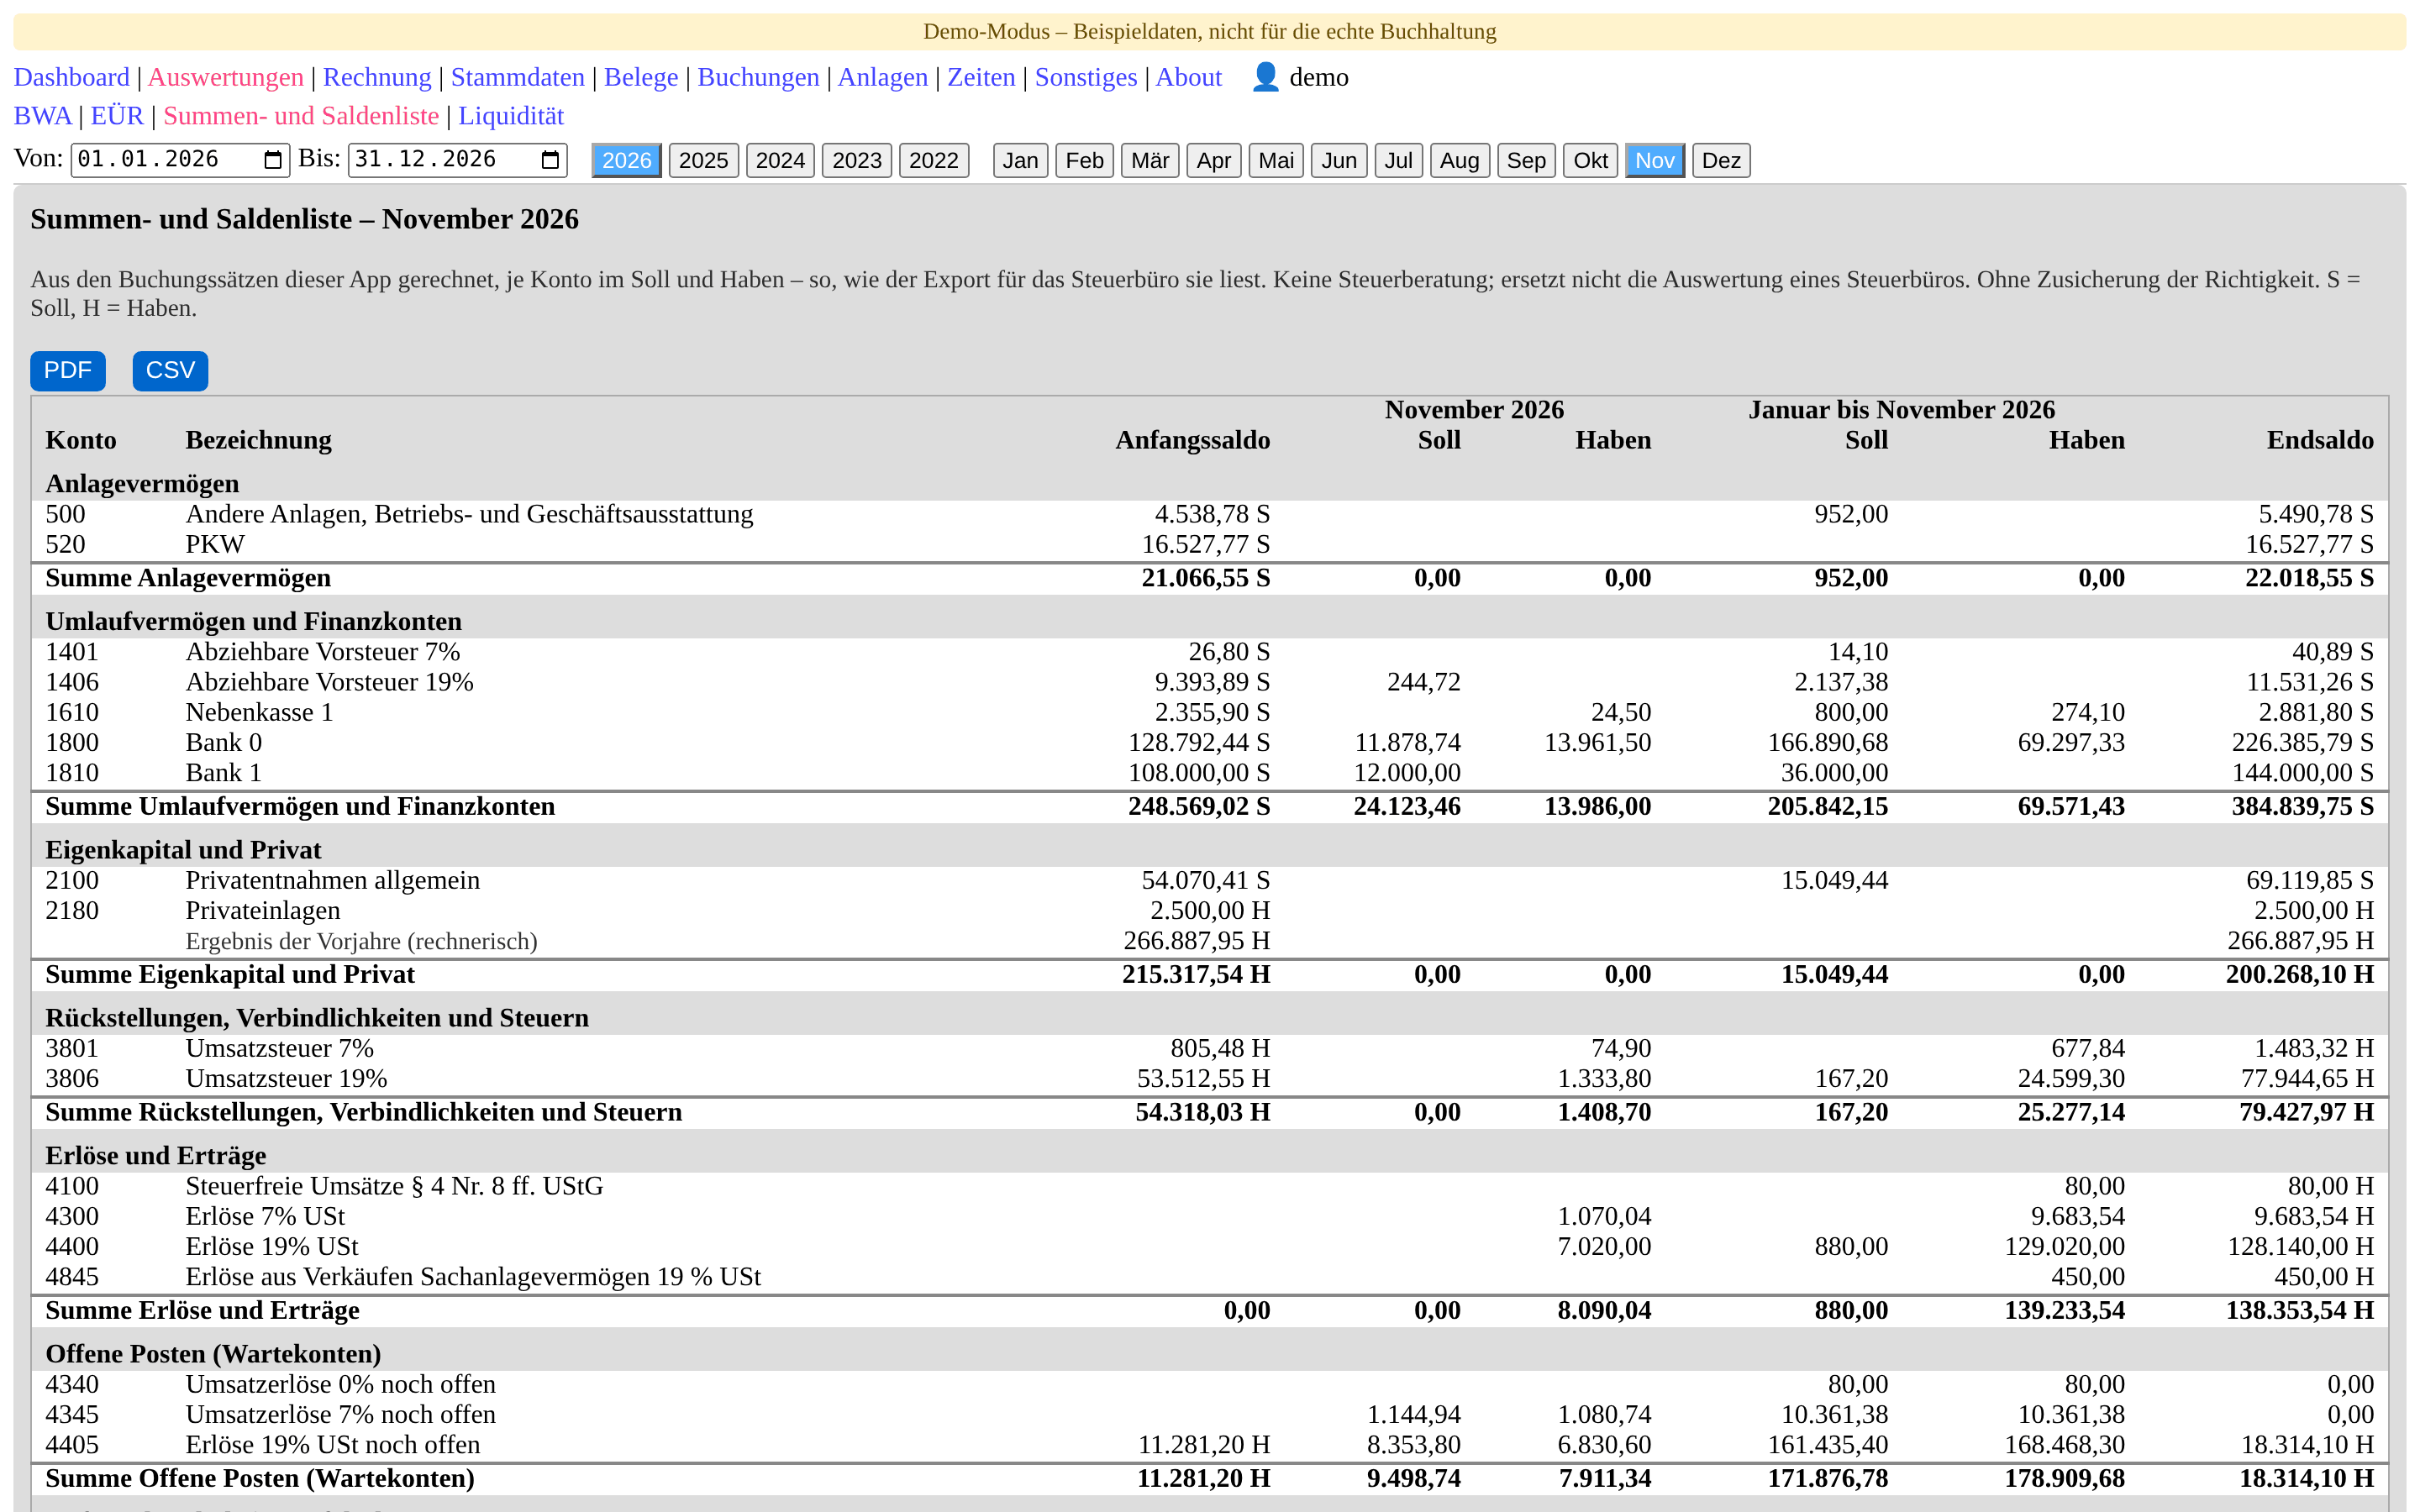 Demo-Modus – Beispieldaten, nicht für die echte Buchhaltung
Dashboard | Auswertungen | Rechnung | Stammdaten | Belege | Buchungen | Anlagen | Zeiten | Sonstiges | About 👤 demo
BWA | EÜR | Summen- und Saldenliste | Liquidität
Von: 01.01.2026 Bis: 31.12.2026 2026 2025 2024 2023 2022 Jan Feb Mär Apr Mai Jun Jul Aug Sep Okt Nov Dez
Summen- und Saldenliste – November 2026
Aus den Buchungssätzen dieser App gerechnet, je Konto im Soll und Haben – so, wie der Export für das Steuerbüro sie liest. Keine Steuerberatung; ersetzt nicht die Auswertung eines Steuerbüros. Ohne Zusicherung der Richtigkeit. S =
Soll, H = Haben.
PDF CSV
November 2026 Januar bis November 2026
Konto Bezeichnung Anfangssaldo Soll Haben Soll Haben Endsaldo
Anlagevermögen
500 Andere Anlagen, Betriebs- und Geschäftsausstattung 4.538,78 S 952,00 5.490,78 S
520 PKW 16.527,77 S 16.527,77 S
Summe Anlagevermögen 21.066,55 S 0,00 0,00 952,00 0,00 22.018,55 S
Umlaufvermögen und Finanzkonten
1401 Abziehbare Vorsteuer 7% 26,80 S 14,10 40,89 S
1406 Abziehbare Vorsteuer 19% 9.393,89 S 244,72 2.137,38 11.531,26 S
1610 Nebenkasse 1 2.355,90 S 24,50 800,00 274,10 2.881,80 S
1800 Bank 0 128.792,44 S 11.878,74 13.961,50 166.890,68 69.297,33 226.385,79 S
1810 Bank 1 108.000,00 S 12.000,00 36.000,00 144.000,00 S
Summe Umlaufvermögen und Finanzkonten 248.569,02 S 24.123,46 13.986,00 205.842,15 69.571,43 384.839,75 S
Eigenkapital und Privat
2100 Privatentnahmen allgemein 54.070,41 S 15.049,44 69.119,85 S
2180 Privateinlagen 2.500,00 H 2.500,00 H
Ergebnis der Vorjahre (rechnerisch) 266.887,95 H 266.887,95 H
Summe Eigenkapital und Privat 215.317,54 H 0,00 0,00 15.049,44 0,00 200.268,10 H
Rückstellungen, Verbindlichkeiten und Steuern
3801 Umsatzsteuer 7% 805,48 H 74,90 677,84 1.483,32 H
3806 Umsatzsteuer 19% 53.512,55 H 1.333,80 167,20 24.599,30 77.944,65 H
Summe Rückstellungen, Verbindlichkeiten und Steuern 54.318,03 H 0,00 1.408,70 167,20 25.277,14 79.427,97 H
Erlöse und Erträge
4100 Steuerfreie Umsätze § 4 Nr. 8 ff. UStG 80,00 80,00 H
4300 Erlöse 7% USt 1.070,04 9.683,54 9.683,54 H
4400 Erlöse 19% USt 7.020,00 880,00 129.020,00 128.140,00 H
4845 Erlöse aus Verkäufen Sachanlagevermögen 19 % USt 450,00 450,00 H
Summe Erlöse und Erträge 0,00 0,00 8.090,04 880,00 139.233,54 138.353,54 H
Offene Posten (Wartekonten)
4340 Umsatzerlöse 0% noch offen 80,00 80,00 0,00
4345 Umsatzerlöse 7% noch offen 1.144,94 1.080,74 10.361,38 10.361,38 0,00
4405 Erlöse 19% USt noch offen 11.281,20 H 8.353,80 6.830,60 161.435,40 168.468,30 18.314,10 H
Summe Offene Posten (Wartekonten) 11.281,20 H 9.498,74 7.911,34 171.876,78 178.909,68 18.314,10 H